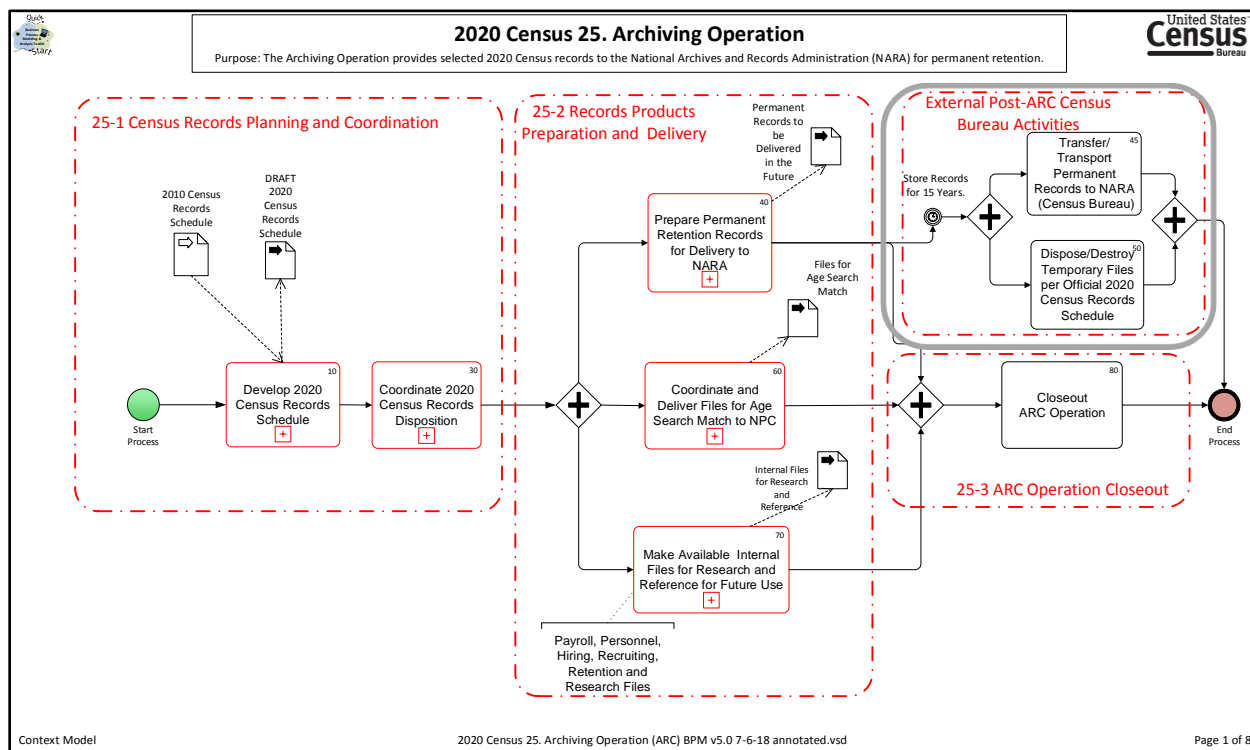 Quick
Business
Process
Modeling &
Analysis Toolkit
Start
2020 Census 25. Archiving Operation
Purpose: The Archiving Operation provides selected 2020 Census records to the National Archives and Records Administration (NARA) for permanent retention.
United States
Census
Bureau
25-1 Census Records Planning and Coordination
2010 Census
Records
Schedule
DRAFT
2020
Census
Records
Schedule
Start
Process
10
Develop 2020
Census Records
Schedule
30
Coordinate 2020
Census Records
Disposition
25-2 Records Products
Preparation and Delivery
Permanent
Records to
be
Delivered
in the
Future
40
Prepare Permanent
Retention Records
for Delivery to
NARA
Files for
Age Search
Match
60
Coordinate and
Deliver Files for Age
Search Match to NPC
Internal Files
for Research
and
Reference
70
Make Available Internal
Files for Research and
Reference for Future Use
Payroll, Personnel,
Hiring, Recruiting,
Retention and
Research Files
External Post-ARC Census
Bureau Activities
Store Records
for 15 Years.
45
Transfer/
Transport
Permanent
Records to NARA
(Census Bureau)
50
Dispose/Destroy
Temporary Files
per Official 2020
Census Records
Schedule
80
Closeout
ARC Operation
25-3 ARC Operation Closeout
End
Process
Context Model
2020 Census 25. Archiving Operation (ARC) BPM v5.0 7-6-18 annotated.vsd
Page 1 of 8